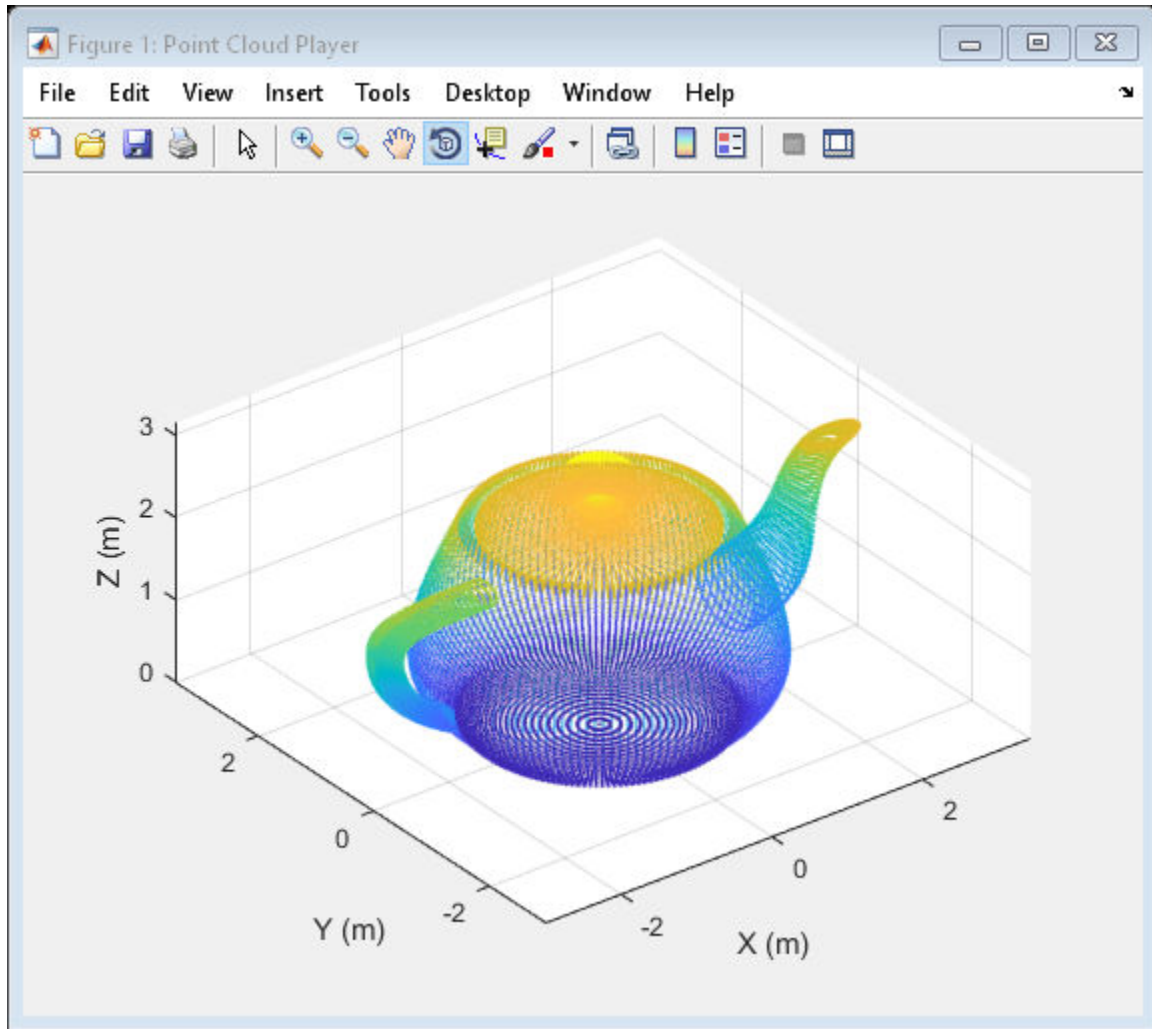 Figure 1: Point Cloud Player
File Edit View Insert Tools Desktop Window Help
3
2
1
0
Z (m)
2
0
-2
Y (m)
-2
0
2
X (m)